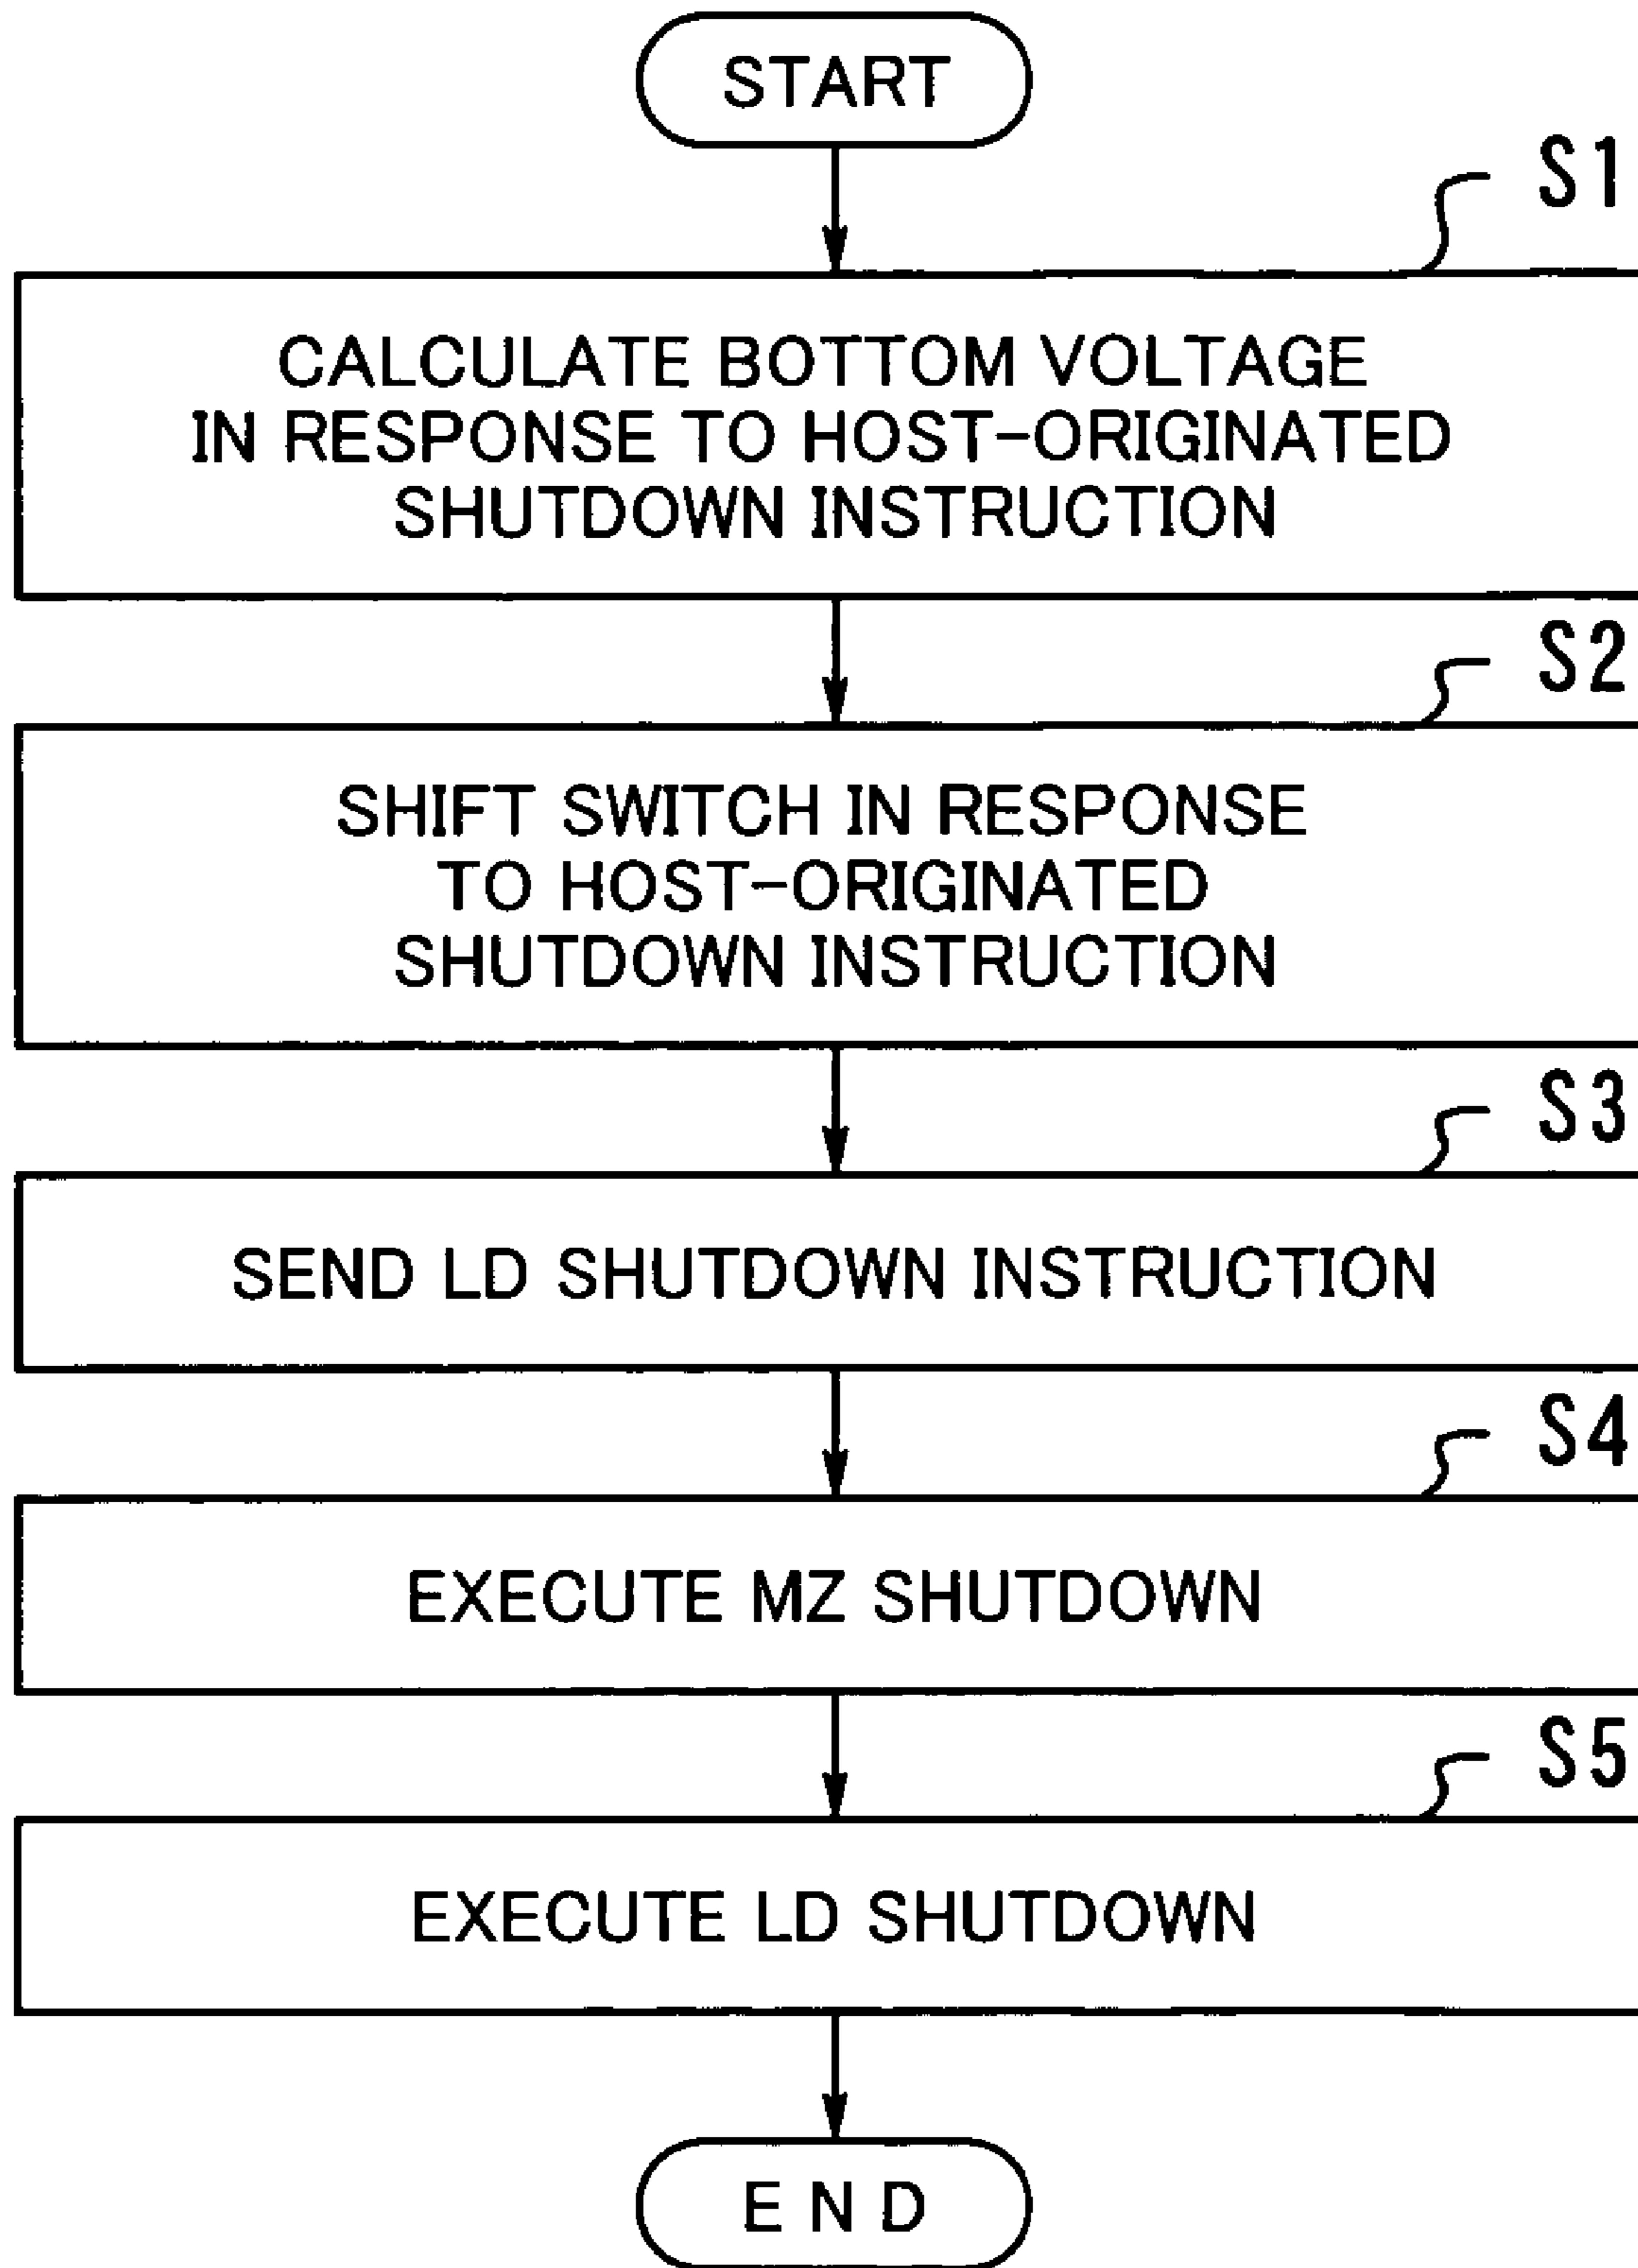 START
S1
CALCULATE BOTTOM VOLTAGE
IN RESPONSE TO HOST-ORIGINATED
SHUTDOWN INSTRUCTION
S2
SHIFT SWITCH IN RESPONSE
TO HOST-ORIGINATED
SHUTDOWN INSTRUCTION
S3
SEND LD SHUTDOWN INSTRUCTION
S4
EXECUTE MZ SHUTDOWN
S5
EXECUTE LD SHUTDOWN
END